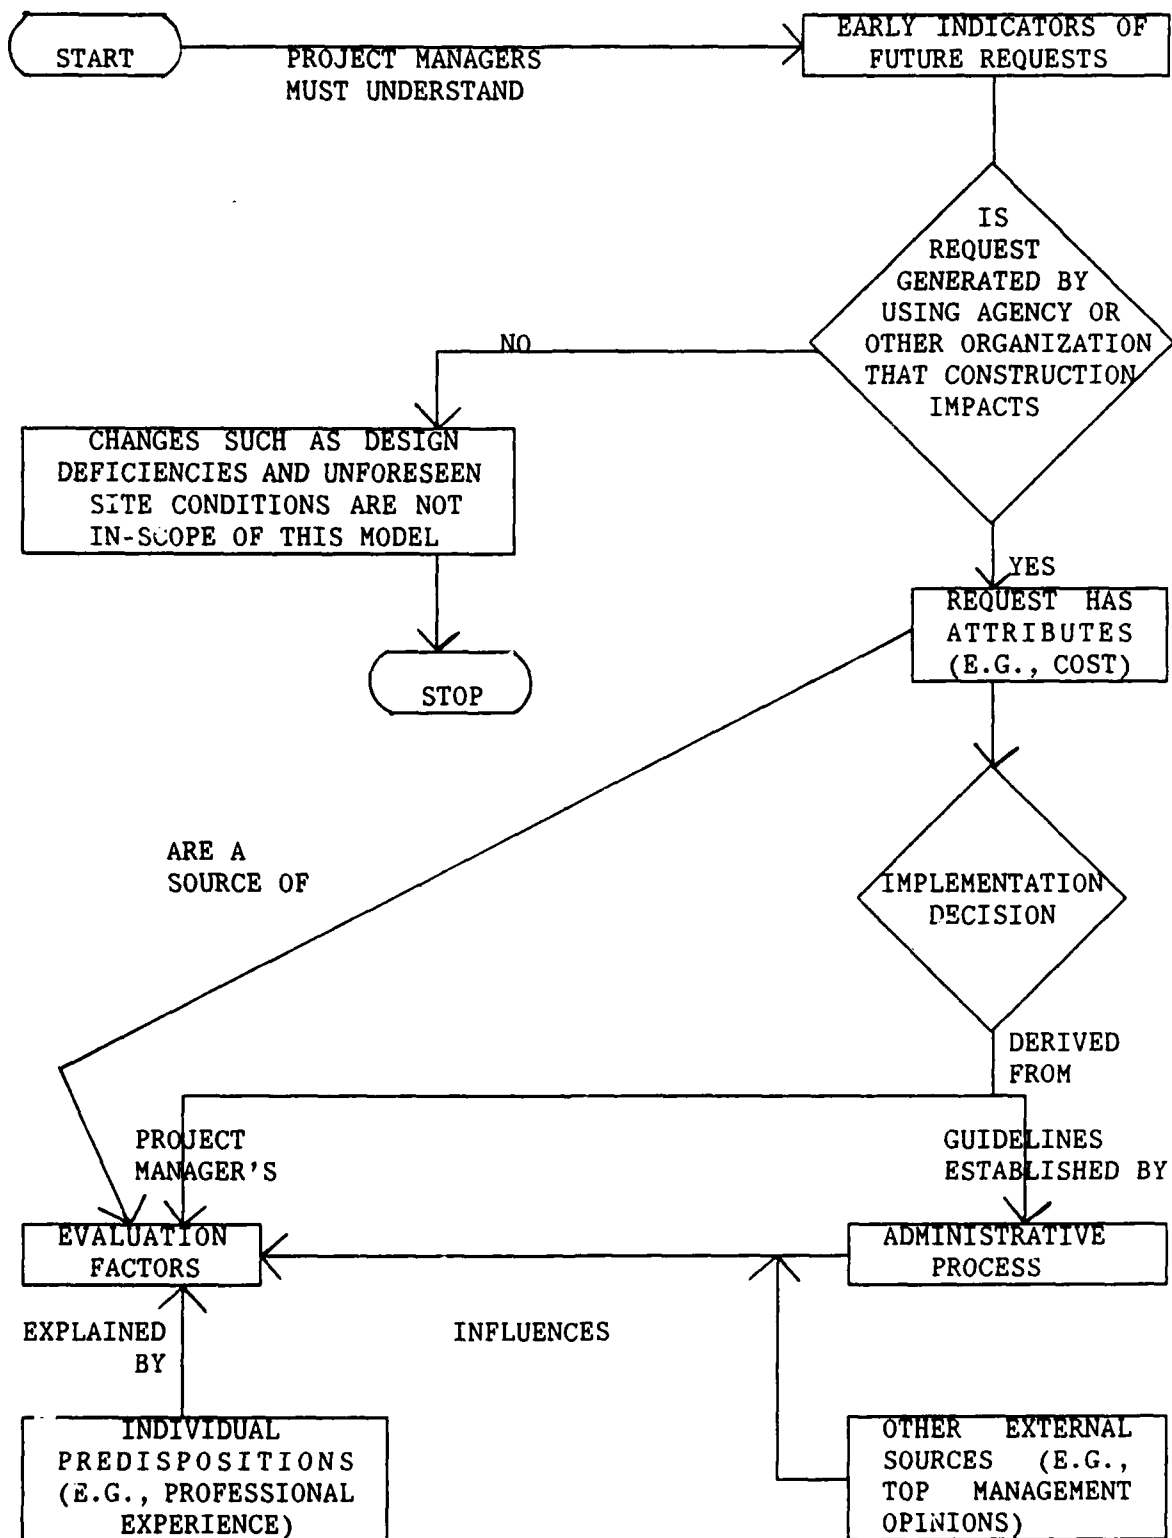 START
PROJECT MANAGERS
MUST UNDERSTAND
EARLY INDICATORS OF
FUTURE REQUESTS
IS
REQUEST
GENERATED BY
USING AGENCY OR
OTHER ORGANIZATION
THAT CONSTRUCTION
IMPACTS
NO
CHANGES SUCH AS DESIGN
DEFICIENCIES AND UNFORESEEN
SITE CONDITIONS ARE NOT
IN-SCOPE OF THIS MODEL
STOP
YES
REQUEST HAS
ATTRIBUTES
(E.G., COST)
ARE A
SOURCE OF
IMPLEMENTATION
DECISION
DERIVED
FROM
PROJECT
MANAGER'S
GUIDELINES
ESTABLISHED BY
EVALUATION
FACTORS
ADMINISTRATIVE
PROCESS
EXPLAINED
BY
INFLUENCES
INDIVIDUAL
PREDISPOSITIONS
(E.G., PROFESSIONAL
EXPERIENCE)
OTHER EXTERNAL
SOURCES (E.G.,
TOP MANAGEMENT
OPINIONS)